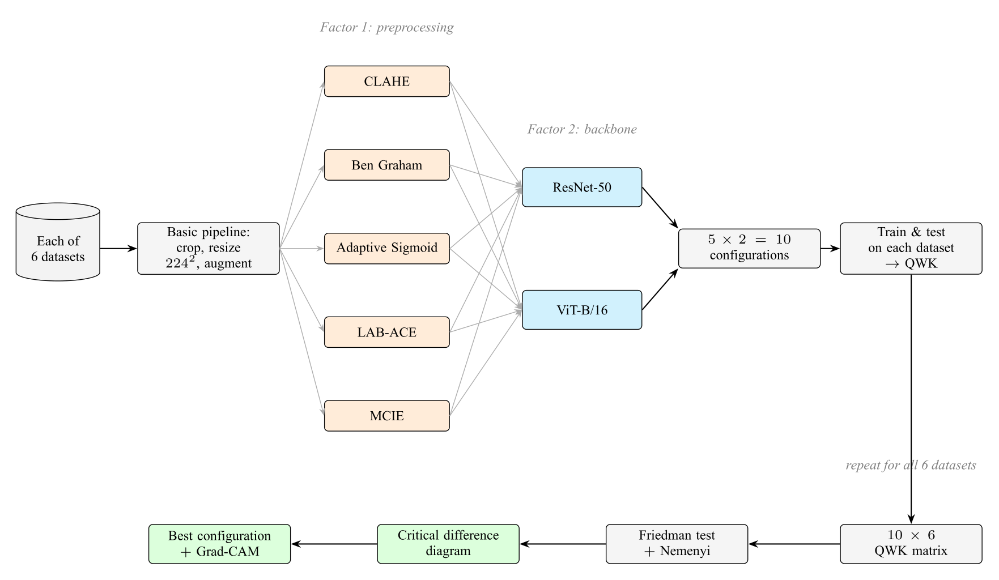 Factor 1: preprocessing
CLAHE
Factor 2: backbone
Ben Graham
ResNet-50
Each of
6 datasets
Basic pipeline:
crop, resize
224², augment
Adaptive Sigmoid
5 × 2 = 10
configurations
Train & test
on each dataset
→ QWK
ViT-B/16
LAB-ACE
MCIE
repeat for all 6 datasets
Best configuration
+ Grad-CAM
Critical difference
diagram
Friedman test
+ Nemenyi
10 × 6
QWK matrix